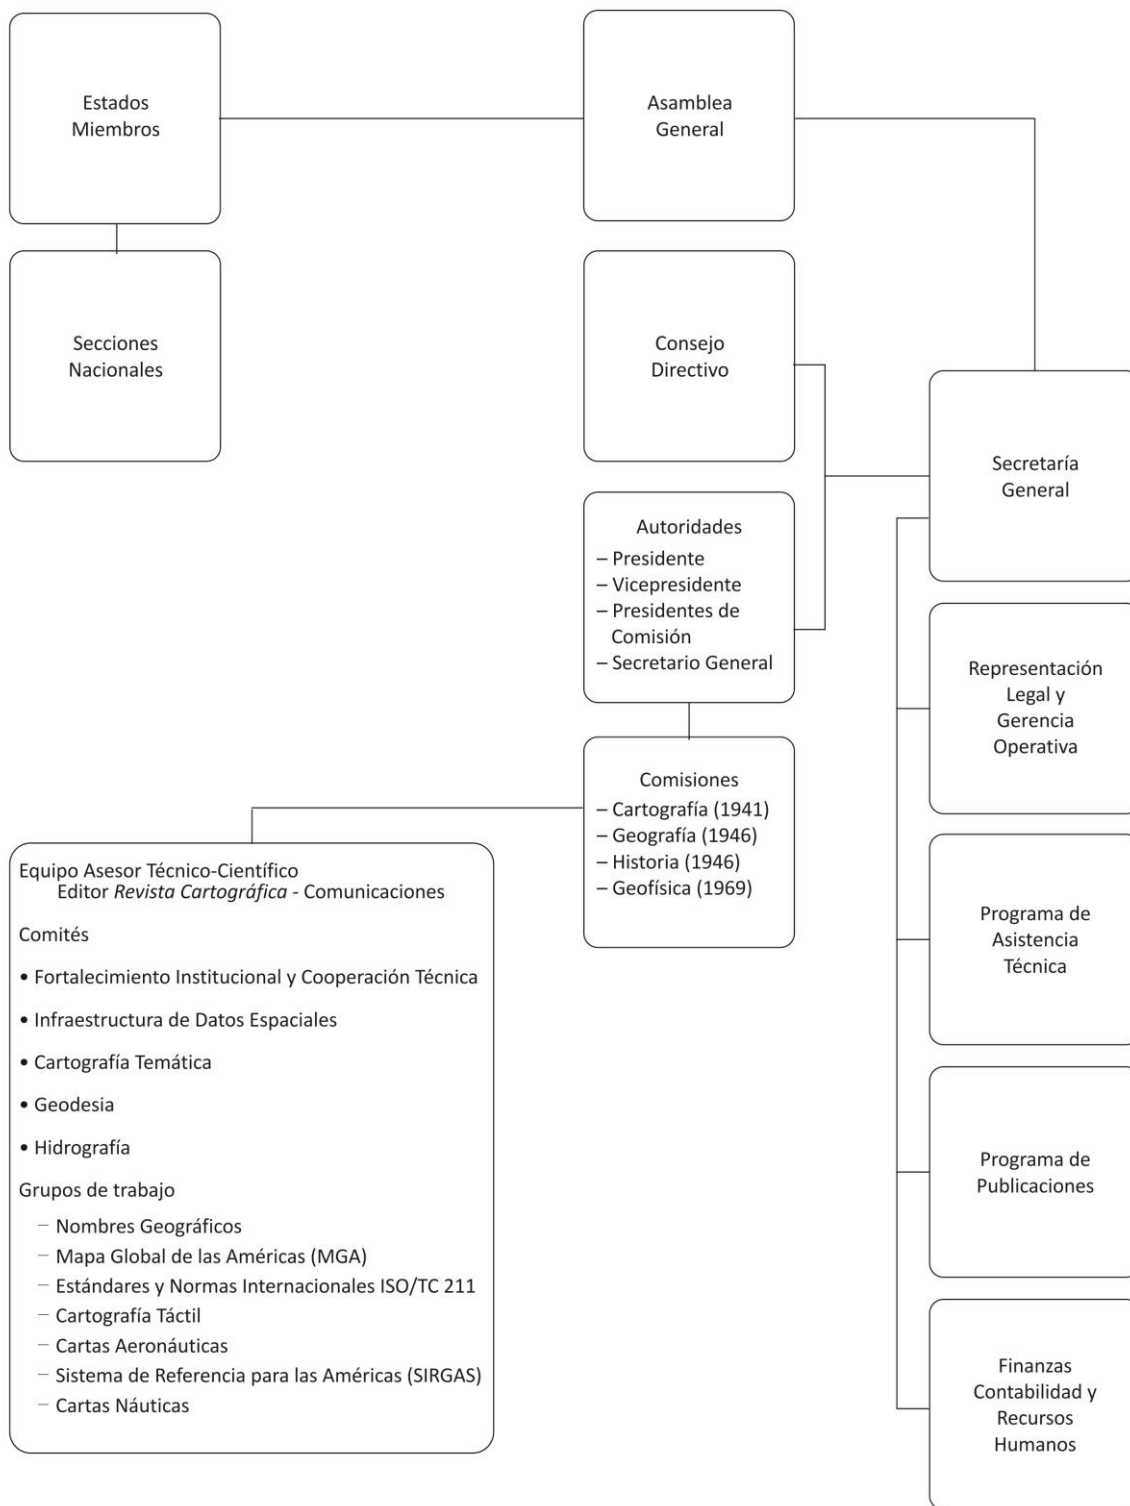 Estados
Miembros
Asamblea
General
Secciones
Nacionales
Consejo
Directivo
Secretaría
General
Autoridades
– Presidente
– Vicepresidente
– Presidentes de
Comisión
– Secretario General
Representación
Legal y
Gerencia
Operativa
Comisiones
– Cartografía (1941)
– Geografía (1946)
– Historia (1946)
– Geofísica (1969)
Equipo Asesor Técnico-Científico
Editor Revista Cartográfica - Comunicaciones
Comités
• Fortalecimiento Institucional y Cooperación Técnica
• Infraestructura de Datos Espaciales
• Cartografía Temática
• Geodesia
• Hidrografía
Grupos de trabajo
– Nombres Geográficos
– Mapa Global de las Américas (MGA)
– Estándares y Normas Internacionales ISO/TC 211
– Cartografía Táctil
– Cartas Aeronáuticas
– Sistema de Referencia para las Américas (SIRGAS)
– Cartas Náuticas
Programa de
Asistencia
Técnica
Programa de
Publicaciones
Finanzas
Contabilidad y
Recursos
Humanos